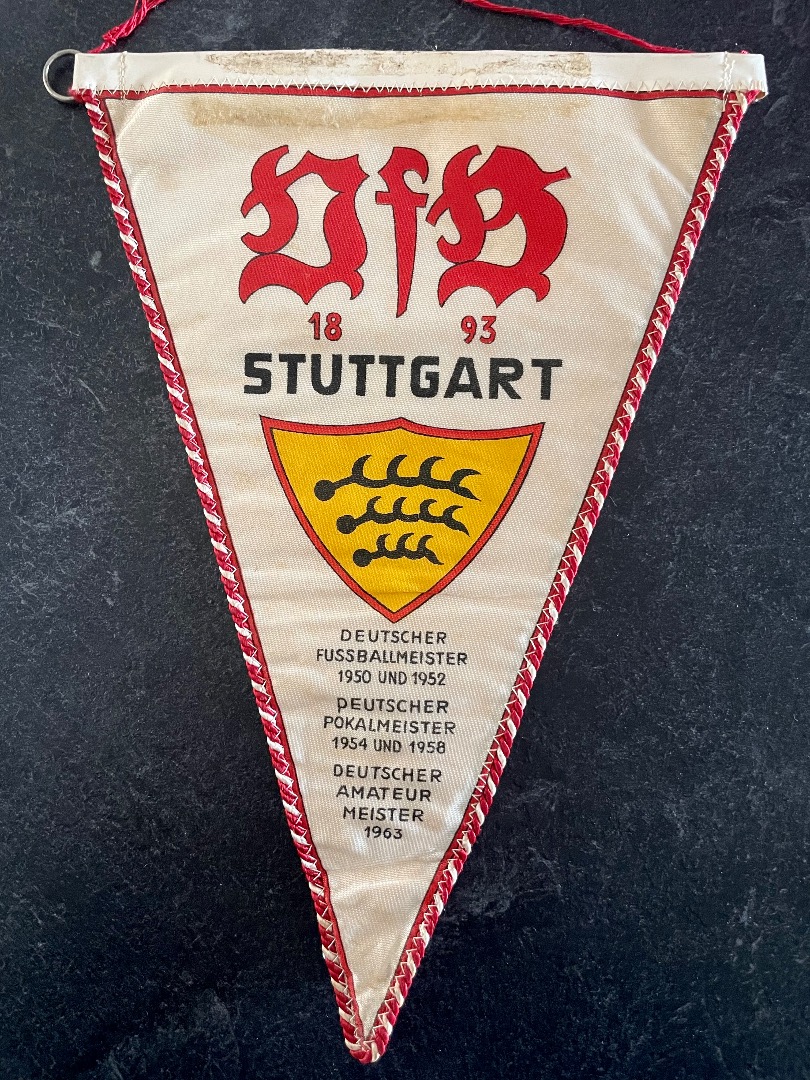 VfB
18 93
STUTTGART
DEUTSCHER
FUSSBALLMEISTER
1950 UND 1952
DEUTSCHER
POKALMEISTER
1954 UND 1958
DEUTSCHER
AMATEUR
MEISTER
1963